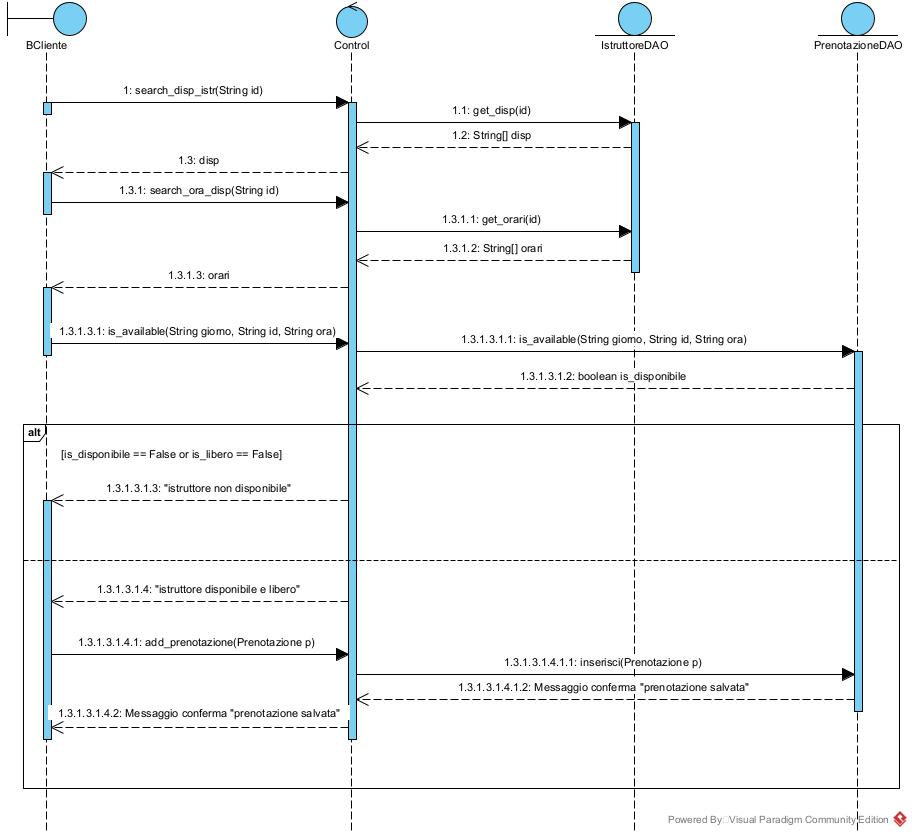 BCliente
Control
IstruttoreDAO
PrenotazioneDAO
1: search_disp_istr(String id)
1.1: get_disp(id)
1.2: String[] disp
1.3: disp
1.3.1: search_ora_disp(String id)
1.3.1.1: get_orari(id)
1.3.1.2: String[] orari
1.3.1.3: orari
1.3.1.3.1: is_available(String giorno, String id, String ora)
1.3.1.3.1.1: is_available(String giorno, String id, String ora)
1.3.1.3.1.2: boolean is_disponibile
alt
[is_disponibile == False or is_libero == False]
1.3.1.3.1.3: "istruttore non disponibile"
1.3.1.3.1.4: "istruttore disponibile e libero"
1.3.1.3.1.4.1: add_prenotazione(Prenotazione p)
1.3.1.3.1.4.1.1: inserisci(Prenotazione p)
1.3.1.3.1.4.1.2: Messaggio conferma "prenotazione salvata"
1.3.1.3.1.4.2: Messaggio conferma "prenotazione salvata"
Powered By Visual Paradigm Community Edition